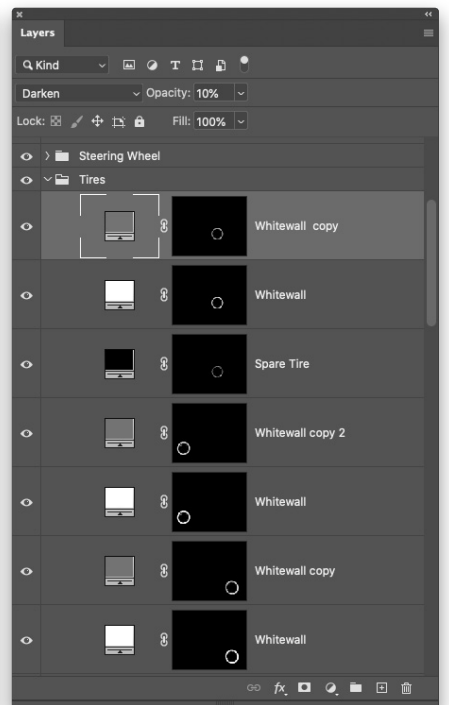 Layers
Kind
T
Darken Opacity: 10%
Lock: Fill: 100%
Steering Wheel
Tires
Whitewall copy
Whitewall
Spare Tire
Whitewall copy 2
Whitewall
Whitewall copy
Whitewall
fx